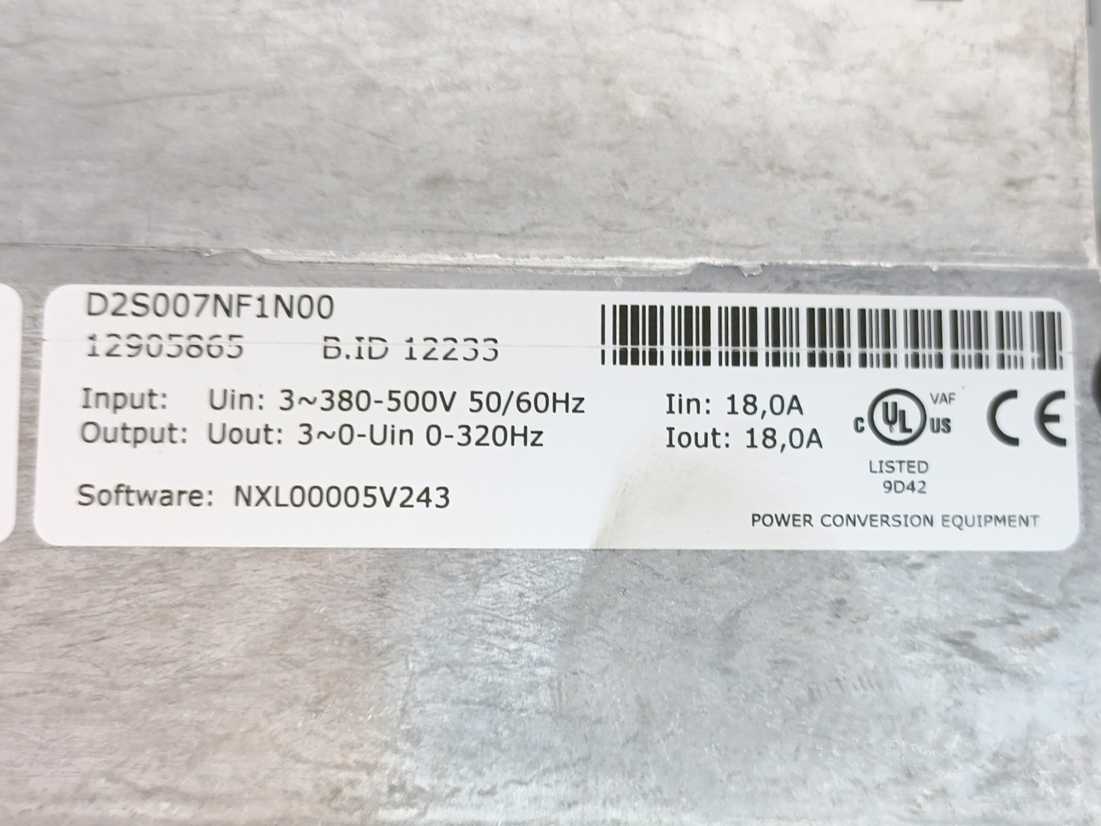 D2S007NF1N00
12905865 B.ID 12233
Input: Uin: 3~380-500V 50/60Hz Iin: 18,0A
Output: Uout: 3~0-Uin 0-320Hz Iout: 18,0A
C UL US VAF CE
LISTED
9D42
Software: NXL00005V243
POWER CONVERSION EQUIPMENT